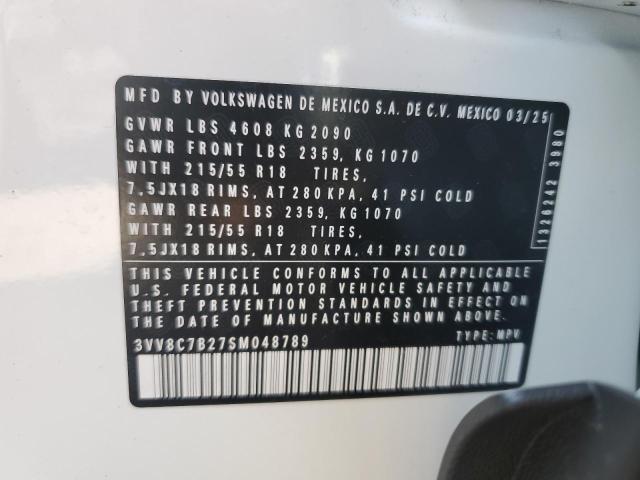 MFD BY VOLKSWAGEN DE MEXICO S.A. DE C.V. MEXICO 03/25
GVWR LBS 4608 KG 2090
GAWR FRONT LBS 2359, KG 1070
WITH 215/55 R18 TIRES,
7,5JX18 RIMS, AT 280 KPA, 41 PSI COLD
GAWR REAR LBS 2359, KG 1070
WITH 215/55 R18 TIRES,
7,5JX18 RIMS, AT 280 KPA, 41 PSI COLD
THIS VEHICLE CONFORMS TO ALL APPLICABLE
U.S. FEDERAL MOTOR VEHICLE SAFETY AND
THEFT PREVENTION STANDARDS IN EFFECT ON
THE DATE OF MANUFACTURE SHOWN ABOVE.
3VV8C7B27SM048789 TYPE: MPV
1326242 3980